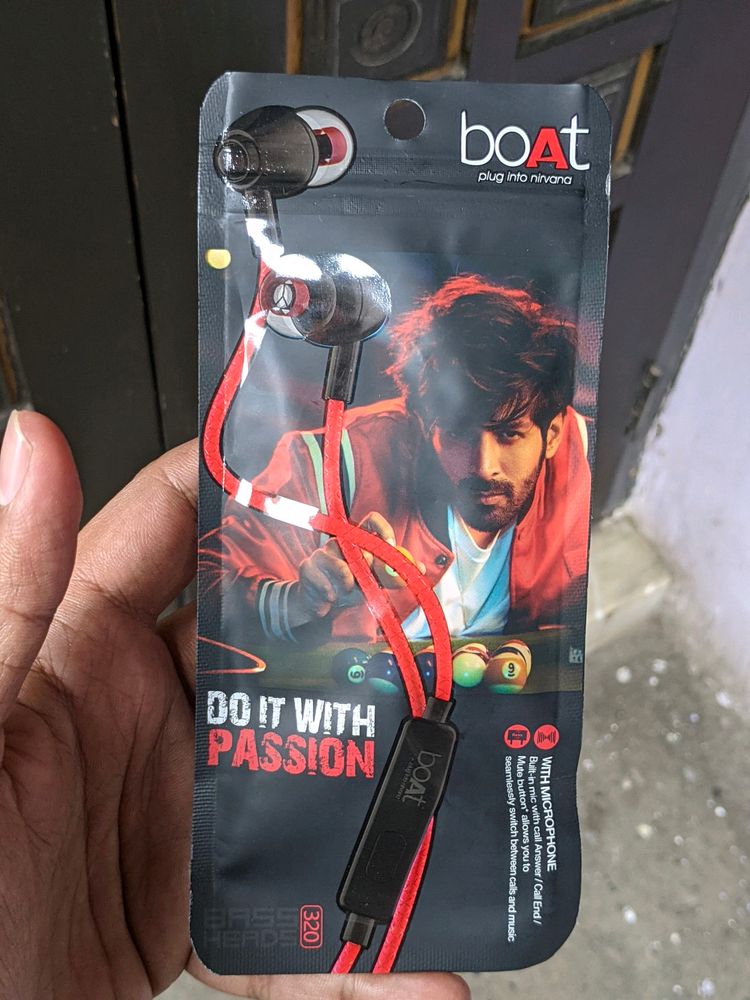 boAt
plug into nirvana
DO IT WITH
PASSION
boAt
WITH MICROPHONE
Built-in mic with call Answer / Call End /
Mute button* allows you to
seamlessly switch between calls and music
BASS
HEADS
320
9